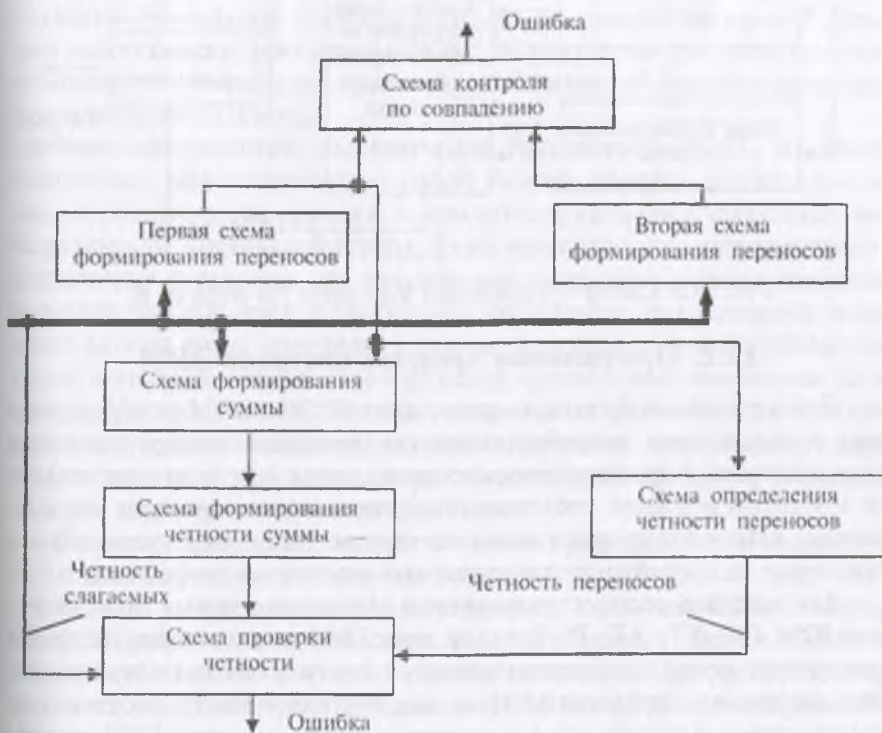 Ошибка
Схема контроля
по совпадению
Первая схема
формирования переносов
Вторая схема
формирования переносов
Схема формирования
суммы
Схема формирования
четности суммы
Схема определения
четности переносов
Четность
слагаемых
Четность переносов
Схема проверки
четности
Ошибка